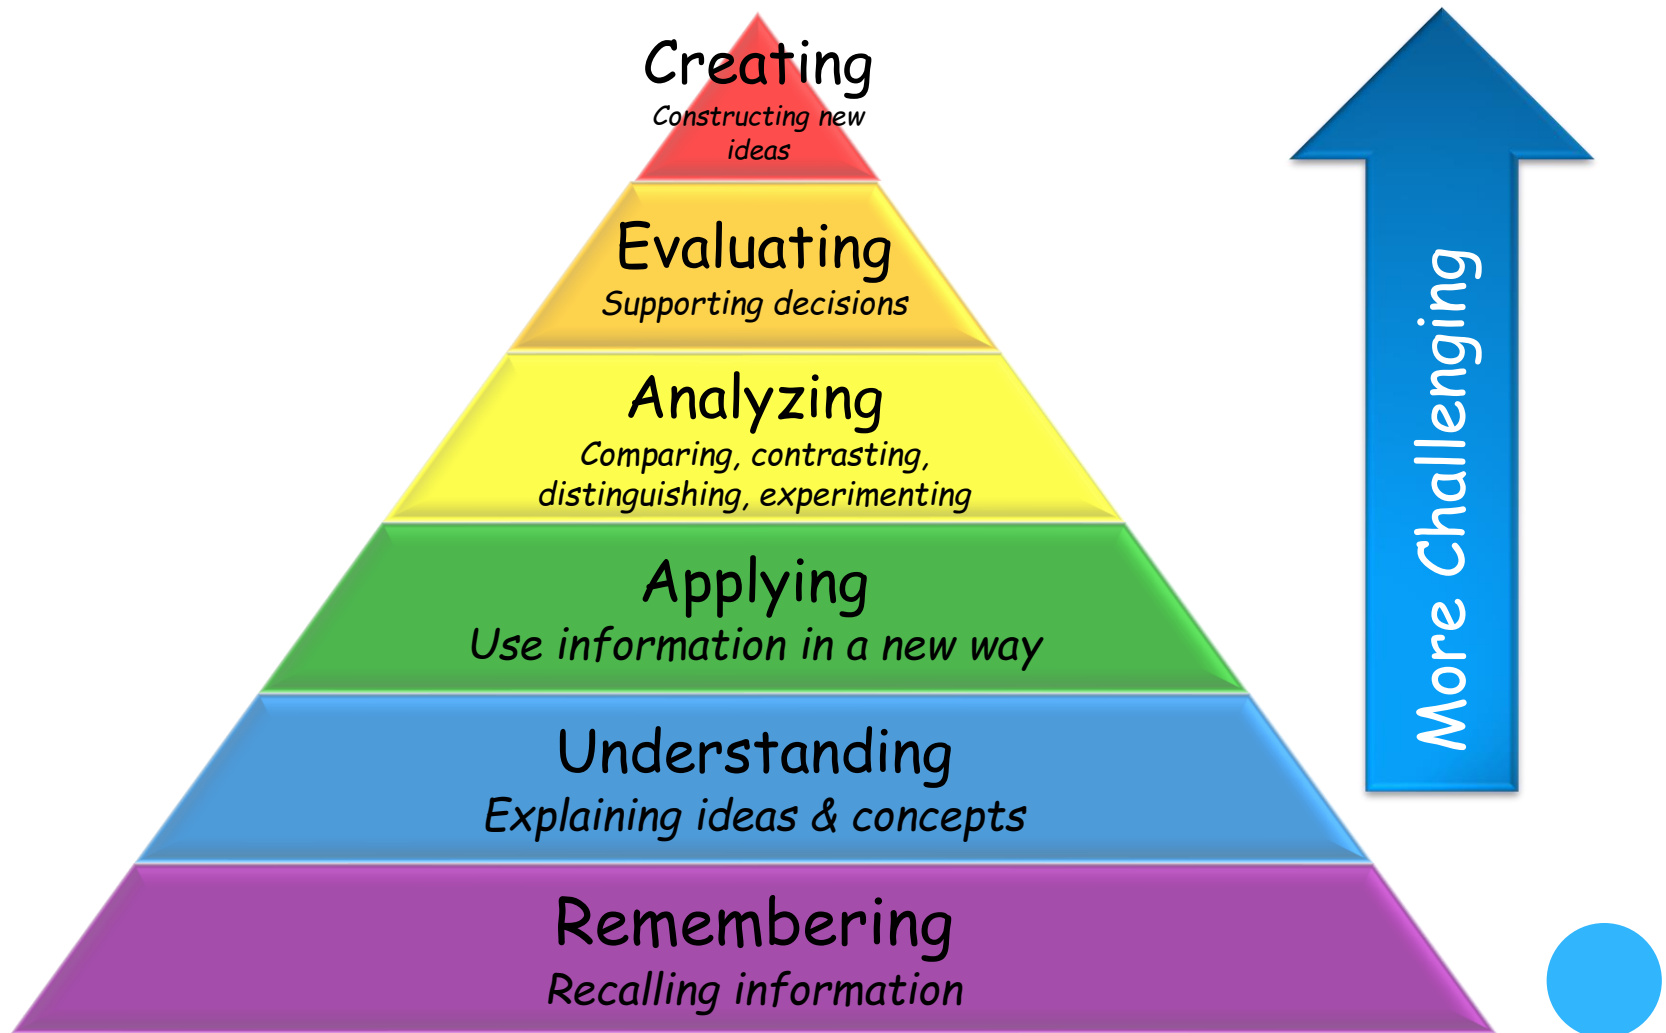 Creating
Constructing new
ideas
Evaluating
Supporting decisions
Analyzing
Comparing, contrasting,
distinguishing, experimenting
Applying
Use information in a new way
Understanding
Explaining ideas & concepts
Remembering
Recalling information
More Challenging